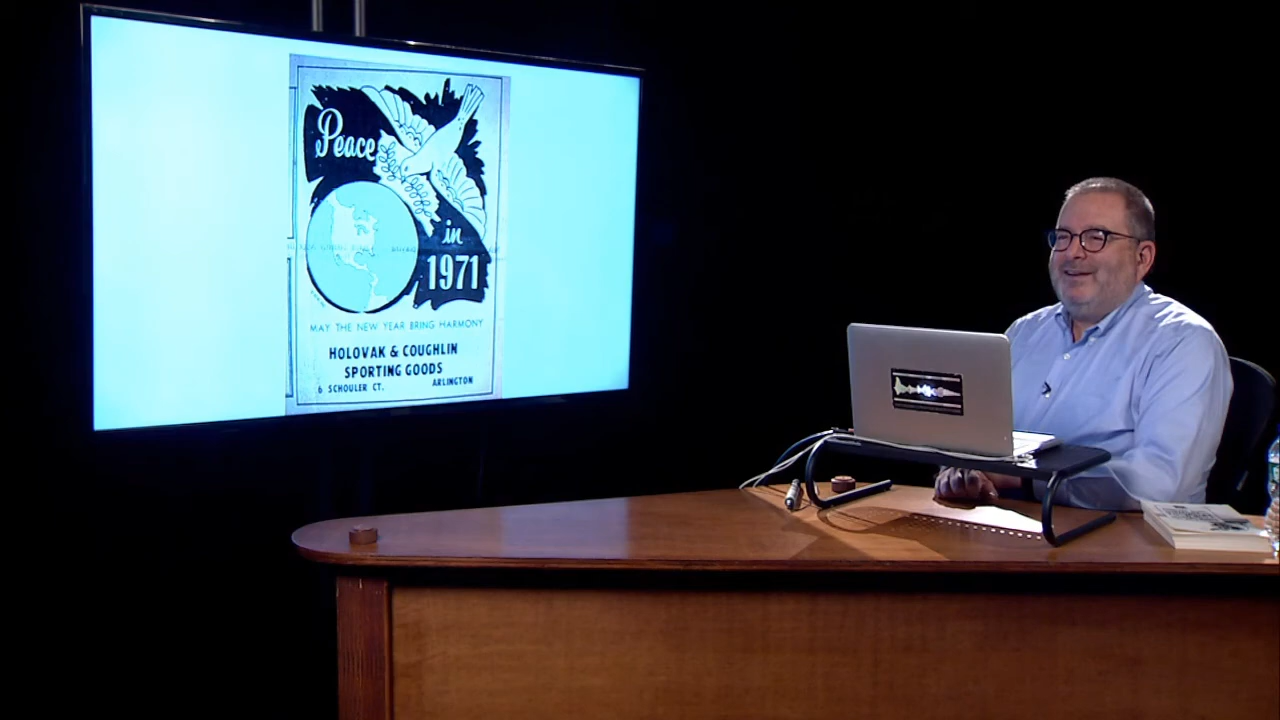 Peace
in
1971
MAY THE NEW YEAR BRING HARMONY
HOLOVAK & COUGHLIN
SPORTING GOODS
6 SCHOULER CT. ARLINGTON